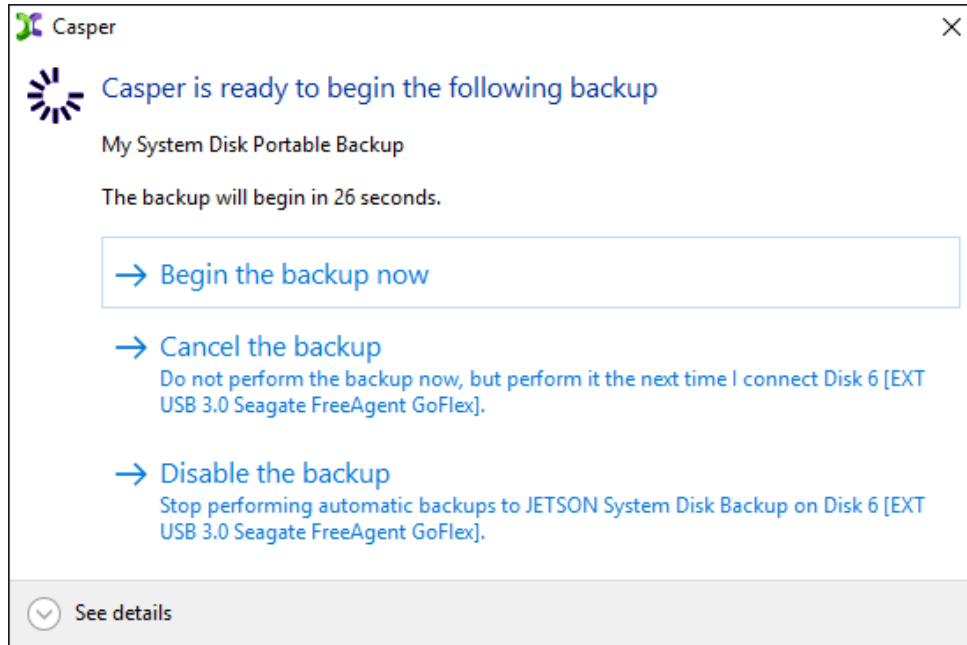 Casper
Casper is ready to begin the following backup
My System Disk Portable Backup
The backup will begin in 26 seconds.
Begin the backup now
Cancel the backup
Do not perform the backup now, but perform it the next time I connect Disk 6 [EXT
USB 3.0 Seagate FreeAgent GoFlex].
Disable the backup
Stop performing automatic backups to JETSON System Disk Backup on Disk 6 [EXT
USB 3.0 Seagate FreeAgent GoFlex].
See details